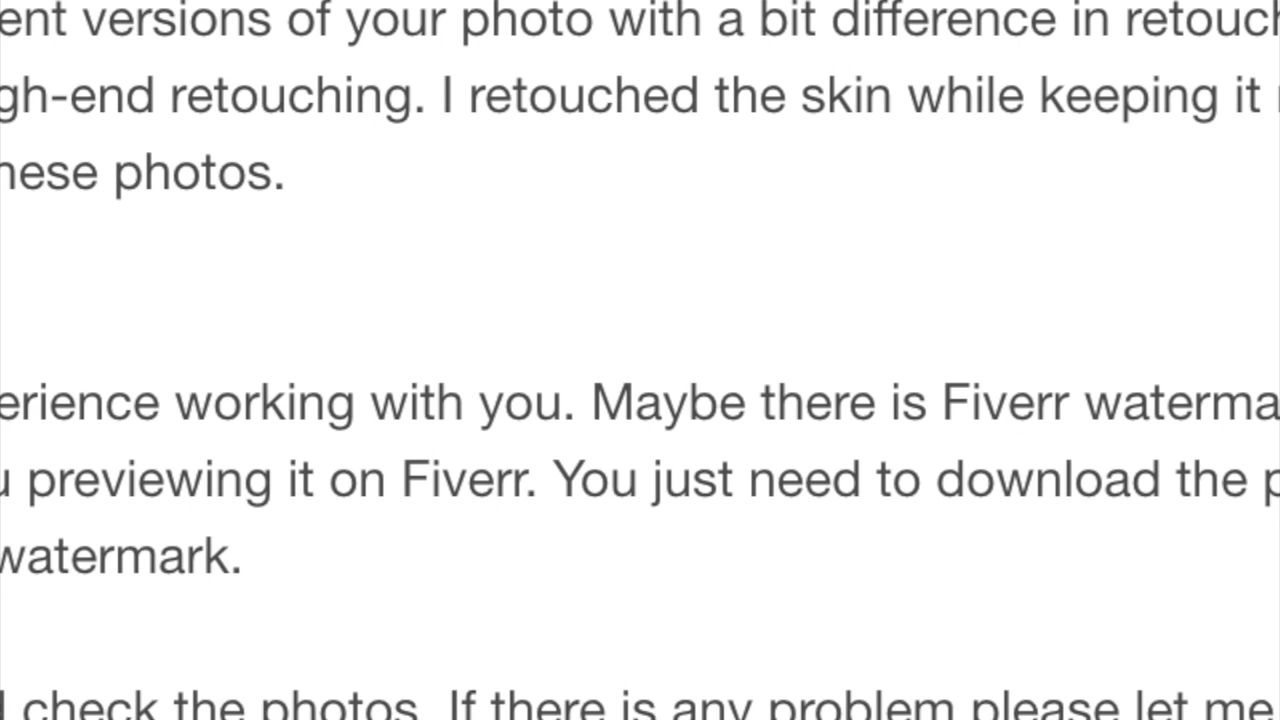 ent versions of your photo with a bit difference in retouch
gh-end retouching. I retouched the skin while keeping it
hese photos.
erience working with you. Maybe there is Fiverr waterma
u previewing it on Fiverr. You just need to download the p
watermark.
check the photos. If there is any problem please let me